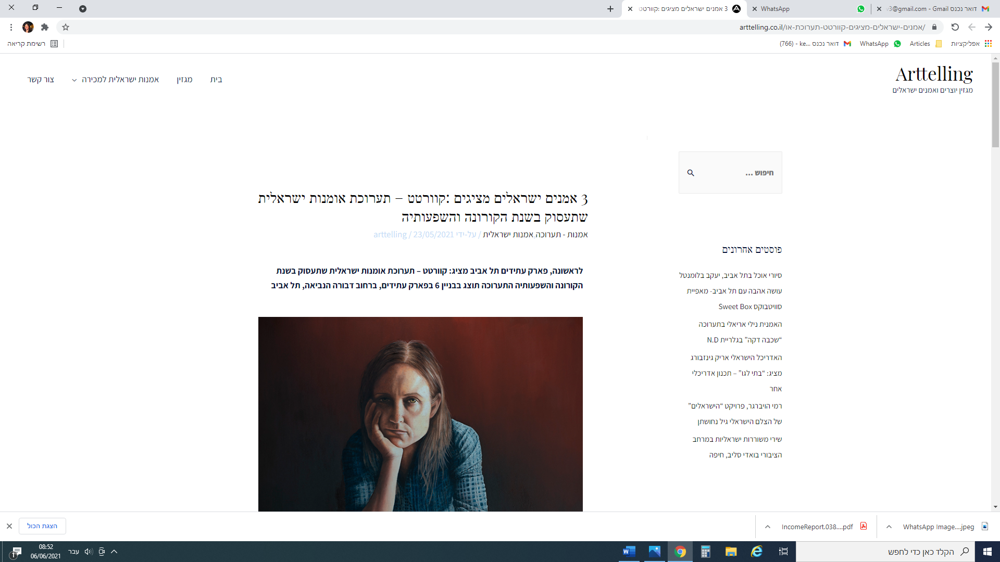 דואר נכנס v3@gmail.com - Gmail
WhatsApp
3 אמנים ישראלים מציגים :קוורטט
arttelling.co.il/אמנים-ישראלים-מציגים-קוורטט-תערוכת-או/
אפליקציות
Articles
WhatsApp
דואר נכנס (766) - ke...
רשימת קריאה
Arttelling
מגזין יוצרים ואמנים ישראלים
בית
מגזין
אמנות ישראלית למכירה
צור קשר
חיפוש ...
פוסטים אחרונים
סיורי אוכל בתל אביב, יעקב בלומנטל
עושה אהבה עם תל אביב- מאפיית
סוויטבוקס Sweet Box
האמנית נילי אריאלי בתערוכה
“שכבה דקה” בגלריית N.D
האדריכל הישראלי אריק גינזבורג
מציג: “בתי לגו” – תכנון אדריכלי
אחר
רמי הויברגר, פרויקט “הישראלים”
של הצלם הישראלי גיל נחושתן
שירי משוררות ישראליות במרחב
הציבורי בואדי סליב, חיפה
3 אמנים ישראלים מציגים :קוורטט – תערוכת אומנות ישראלית
שתעסוק בשנת הקורונה והשפעותיה
אמנות - תערוכה,אמנות ישראלית / על-ידי arttelling / 23/05/2021
לראשונה, פארק עתידים תל אביב מציג: קוורטט – תערוכת אומנות ישראלית שתעסוק בשנת
הקורונה והשפעותיה התערוכה תוצג בבניין 6 בפארק עתידים, ברחוב דבורה הנביאה, תל אביב
WhatsApp Image....jpeg
IncomeReport.038....pdf
הצגת הכול
הקלד כאן כדי לחפש
עבר
08:52
06/06/2021
1